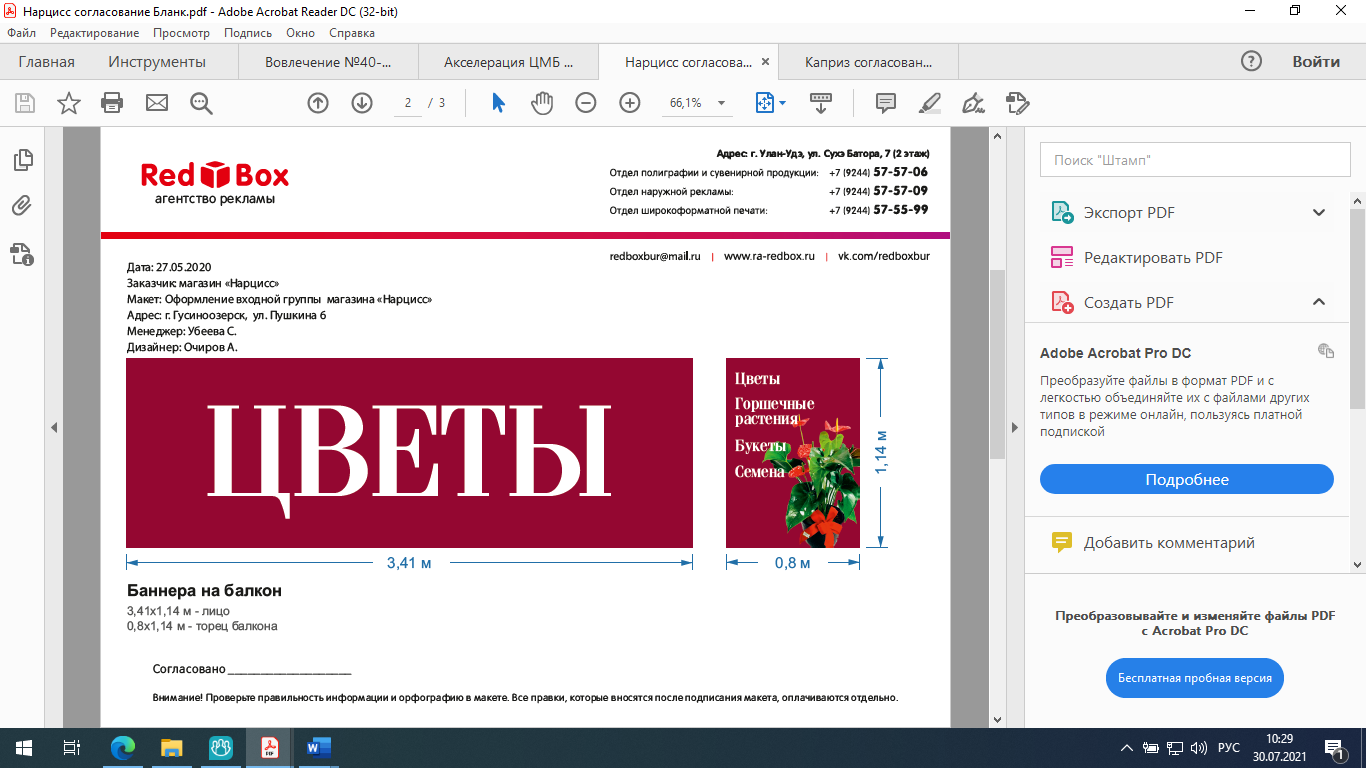 Нарцисс согласование Бланк.pdf - Adobe Acrobat Reader DC (32-bit)
Файл Редактирование Просмотр Подпись Окно Справка
Главная Инструменты Вовлечение №40-... Акселерация ЦМБ ... Нарцисс согласова... Каприз согласован... Войти
2 / 3 66,1%
Red Box
агентство рекламы
Адрес: г. Улан-Удэ, ул. Сухэ Батора, 7 (2 этаж)
Отдел полиграфии и сувенирной продукции: +7 (9244) 57-57-06
Отдел наружной рекламы: +7 (9244) 57-57-09
Отдел широкоформатной печати: +7 (9244) 57-55-99
redboxbur@mail.ru | www.ra-redbox.ru | vk.com/redboxbur
Дата: 27.05.2020
Заказчик: магазин «Нарцисс»
Макет: Оформление входной группы магазина «Нарцисс»
Адрес: г. Гусиноозерск, ул. Пушкина 6
Менеджер: Убеева С.
Дизайнер: Очиров А.
ЦВЕТЫ
Цветы
Горшечные
растения
Букеты
Семена
1,14 м
3,41 м
0,8 м
Баннера на балкон
3,41х1,14 м - лицо
0,8х1,14 м - торец балкона
Согласовано ____________________
Внимание! Проверьте правильность информации и орфографию в макете. Все правки, которые вносятся после подписания макета, оплачиваются отдельно.
Поиск "Штамп"
Экспорт PDF
Редактировать PDF
Создать PDF
Adobe Acrobat Pro DC
Преобразуйте файлы в формат PDF и с
легкостью объединяйте их с файлами других
типов в режиме онлайн, пользуясь платной
подпиской
Подробнее
Добавить комментарий
Преобразовывайте и изменяйте файлы PDF
с Acrobat Pro DC
Бесплатная пробная версия
РУС
10:29
30.07.2021
1